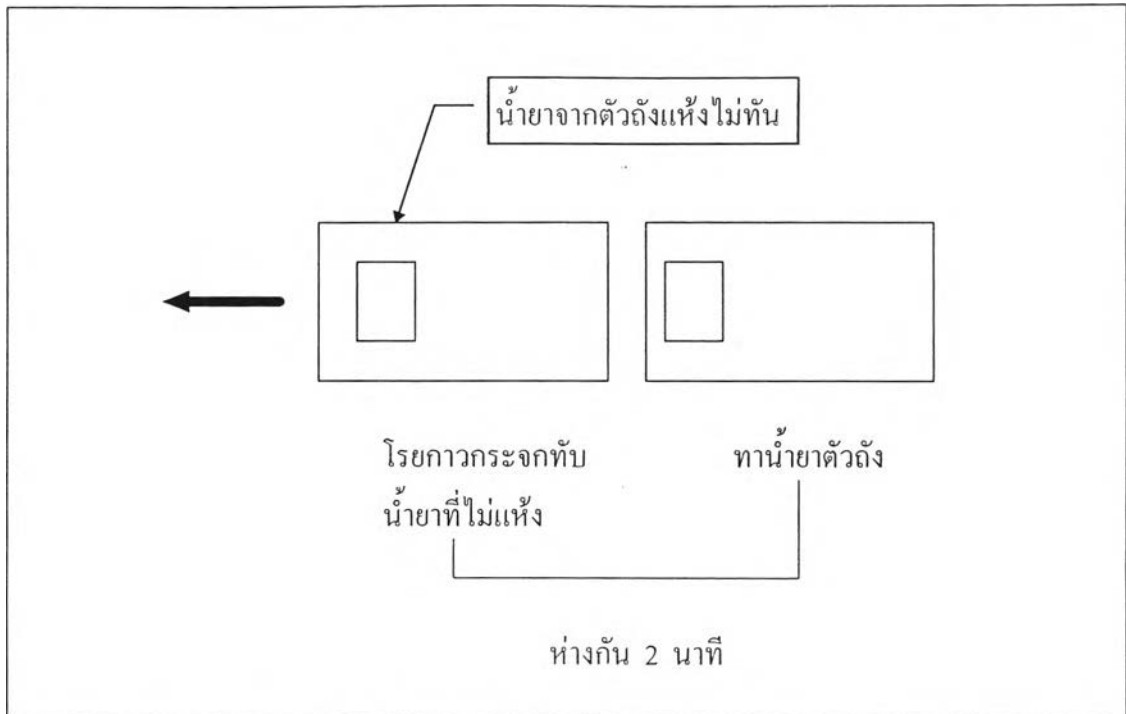 น้ำยาจากตัวถังแห้งไม่ทัน
โรยกาวกระจกทับ
น้ำยาที่ไม่แห้ง
ทาน้ำยาตัวถัง
ห่างกัน 2 นาที